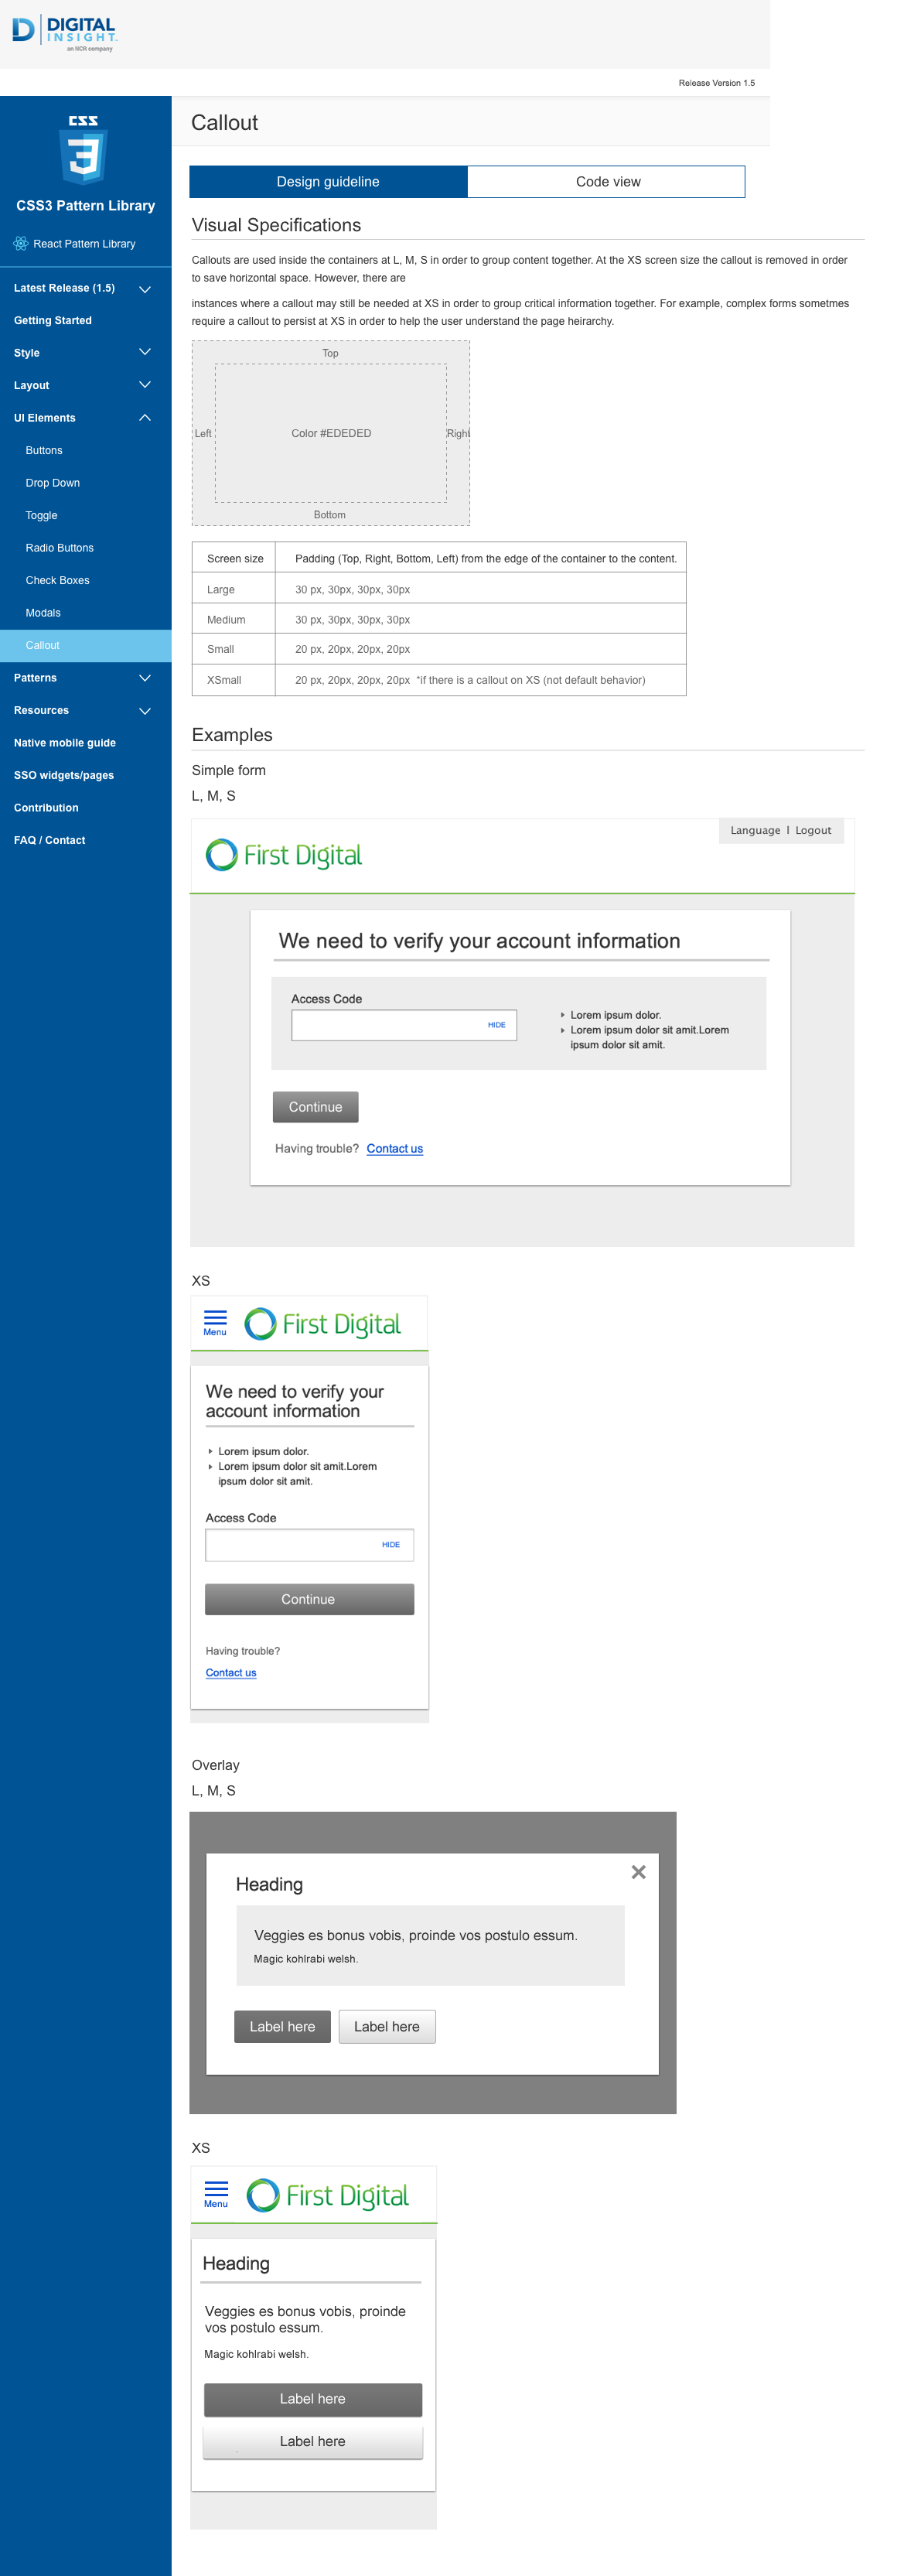 DIGITAL
INSIGHT.
an NCR company
Release Version 1.5
CSS
3
CSS3 Pattern Library
React Pattern Library
Latest Release (1.5)
Getting Started
Style
Layout
UI Elements
Buttons
Drop Down
Toggle
Radio Buttons
Check Boxes
Modals
Callout
Patterns
Resources
Native mobile guide
SSO widgets/pages
Contribution
FAQ / Contact
Callout
Design guideline
Code view
Visual Specifications
Callouts are used inside the containers at L, M, S in order to group content together. At the XS screen size the callout is removed in order
to save horizontal space. However, there are
instances where a callout may still be needed at XS in order to group critical information together. For example, complex forms sometmes
require a callout to persist at XS in order to help the user understand the page heirarchy.
Top
Left
Color #EDEDED
Right
Bottom
Screen size Padding (Top, Right, Bottom, Left) from the edge of the container to the content.
Large 30 px, 30px, 30px, 30px
Medium 30 px, 30px, 30px, 30px
Small 20 px, 20px, 20px, 20px
XSmall 20 px, 20px, 20px, 20px *if there is a callout on XS (not default behavior)
Examples
Simple form
L, M, S
Language | Logout
First Digital
We need to verify your account information
Access Code
HIDE
Lorem ipsum dolor.
Lorem ipsum dolor sit amit.Lorem
ipsum dolor sit amit.
Continue
Having trouble? Contact us
XS
Menu
First Digital
We need to verify your
account information
Lorem ipsum dolor.
Lorem ipsum dolor sit amit.Lorem
ipsum dolor sit amit.
Access Code
HIDE
Continue
Having trouble?
Contact us
Overlay
L, M, S
Heading
Veggies es bonus vobis, proinde vos postulo essum.
Magic kohlrabi welsh.
Label here
Label here
XS
Menu
First Digital
Heading
Veggies es bonus vobis, proinde
vos postulo essum.
Magic kohlrabi welsh.
Label here
Label here